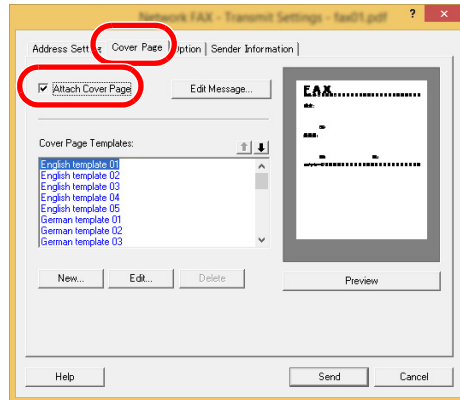 Network FAX - Transmit Settings - fax01.pdf ?
Address Setting Cover Page Option Sender Information
Attach Cover Page Edit Message...
Cover Page Templates:
English template 01
English template 02
English template 03
English template 04
English template 05
German template 01
German template 02
German template 03
FAX
New... Edit... Delete Preview
Help Send Cancel